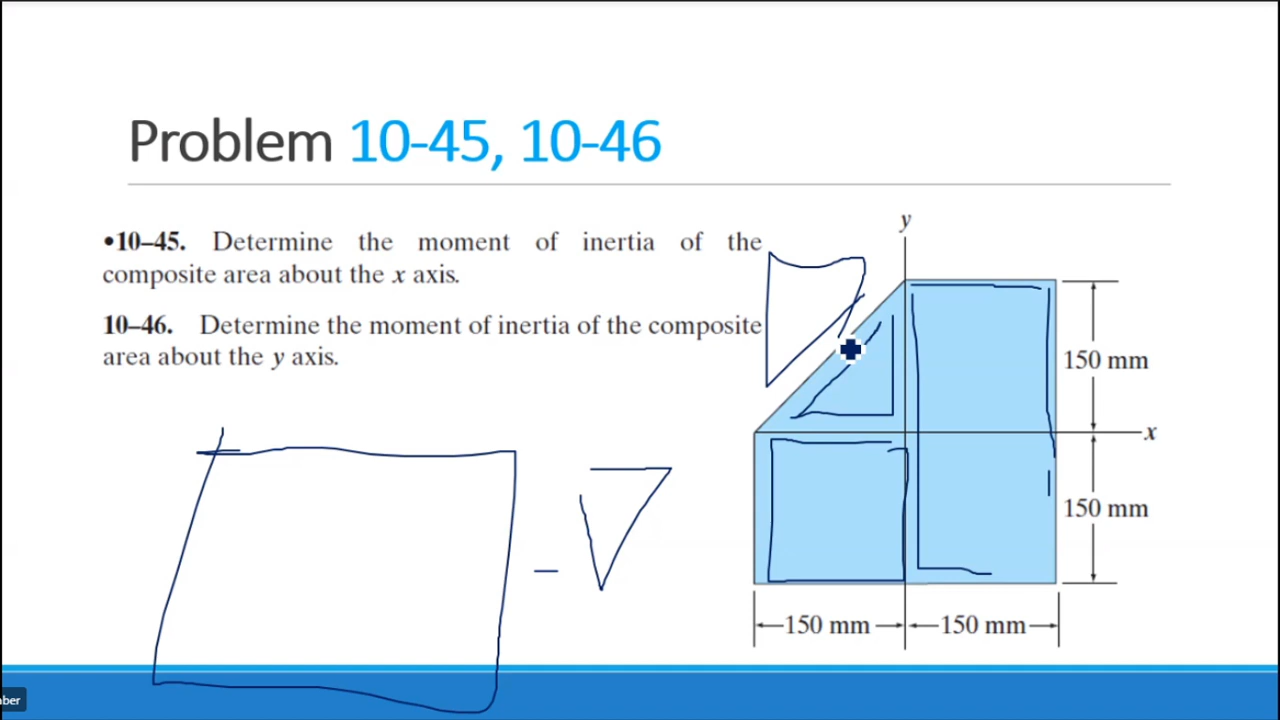 Problem 10-45, 10-46
•10–45. Determine the moment of inertia of the
composite area about the x axis.
10–46. Determine the moment of inertia of the composite
area about the y axis.
y
x
150 mm
150 mm
150 mm
150 mm
ber